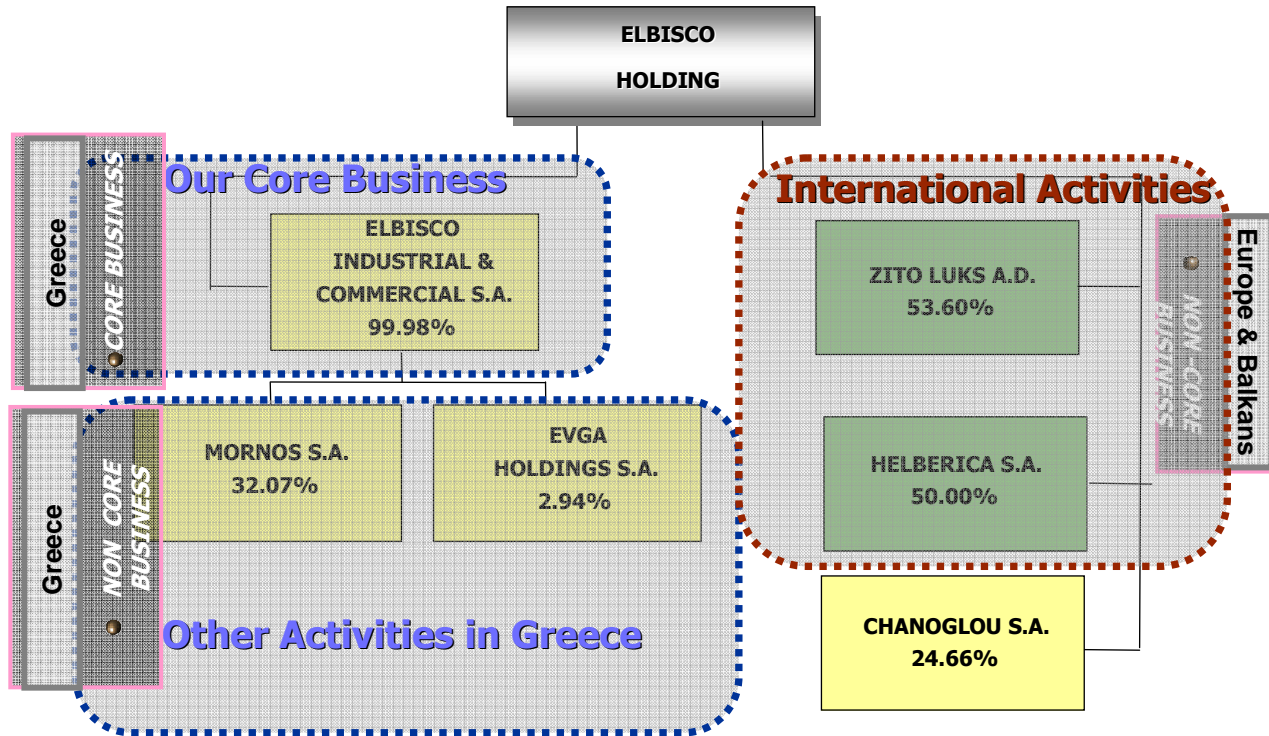 ELBISCO
HOLDING
Greece
CORE BUSINESS
Our Core Business
ELBISCO
INDUSTRIAL &
COMMERCIAL S.A.
99.98%
International Activities
ZITO LUKS A.D.
53.60%
HELBERICA S.A.
50.00%
NON-CORE
BUSINESS
Europe & Balkans
Greece
NON CORE
BUSINESS
MORNOS S.A.
32.07%
EVGA
HOLDINGS S.A.
2.94%
Other Activities in Greece
CHANOGLOU S.A.
24.66%